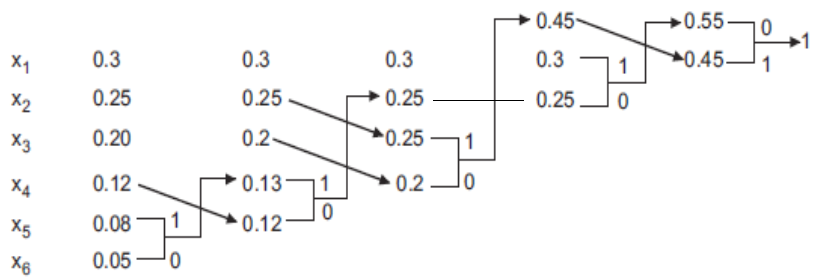 0.45 0.55 0
1
x1 0.3 0.3 0.3 0.3 1 0.45 1
x2 0.25 0.25 0.25 0.25 0
x3 0.20 0.2 0.25 1
x4 0.12 0.13 1 0.2 0
x5 0.08 1 0.12 0
x6 0.05 0